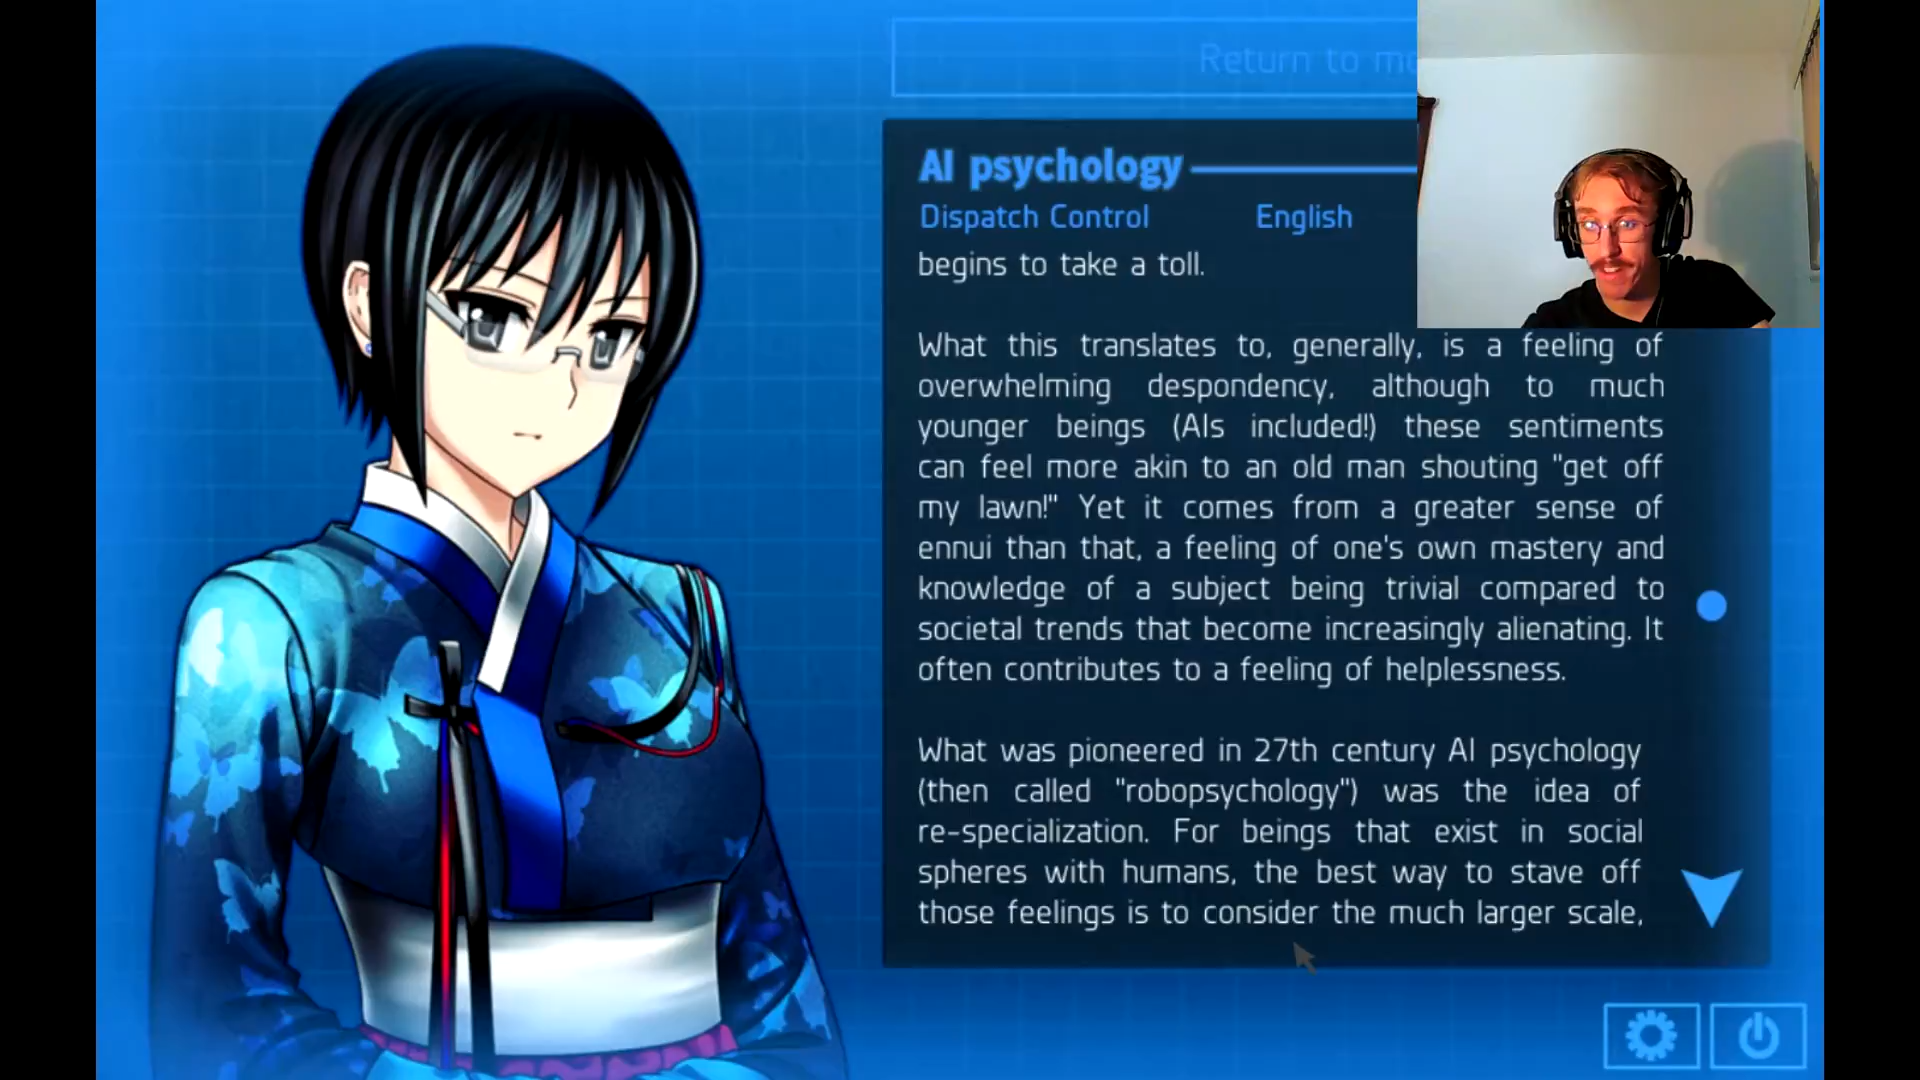 Return to m
AI psychology
Dispatch Control English
begins to take a toll.
What this translates to, generally, is a feeling of
overwhelming despondency, although to much
younger beings (AIs included!) these sentiments
can feel more akin to an old man shouting "get off
my lawn!" Yet it comes from a greater sense of
ennui than that, a feeling of one's own mastery and
knowledge of a subject being trivial compared to
societal trends that become increasingly alienating. It
often contributes to a feeling of helplessness.
What was pioneered in 27th century AI psychology
(then called "robopsychology") was the idea of
re-specialization. For beings that exist in social
spheres with humans, the best way to stave off
those feelings is to consider the much larger scale,